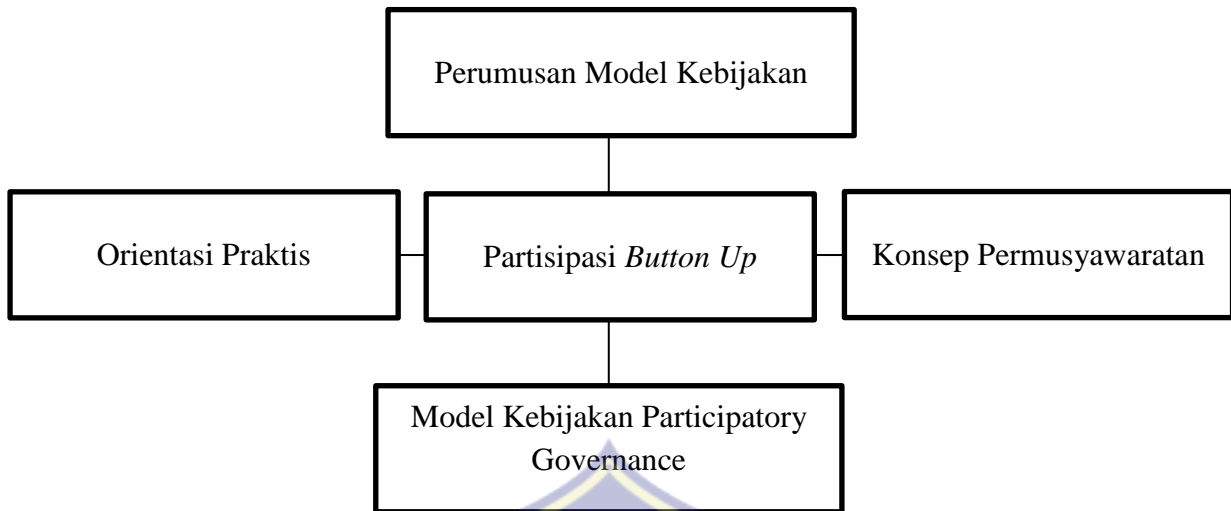 Perumusan Model Kebijakan
Orientasi Praktis
Partisipasi Button Up
Konsep Permusyawaratan
Model Kebijakan Participatory
Governance